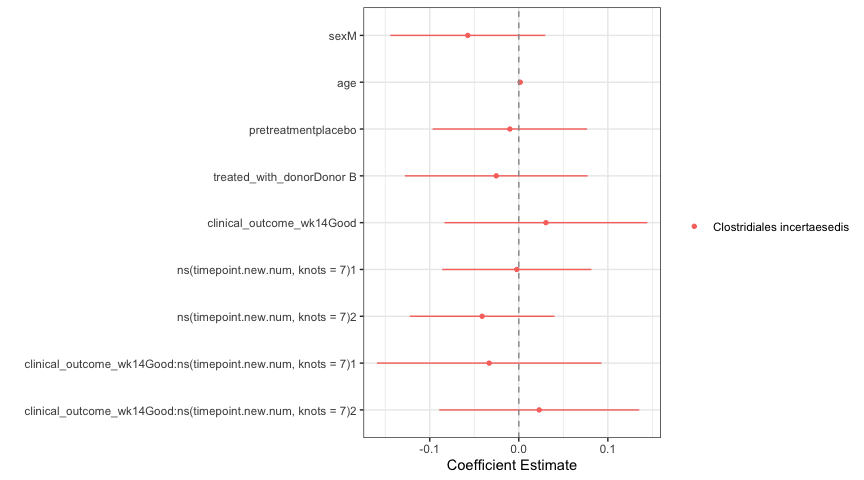 sexM
age
pretreatmentplacebo
treated_with_donorDonor B
clinical_outcome_wk14Good
ns(timepoint.new.num, knots = 7)1
ns(timepoint.new.num, knots = 7)2
clinical_outcome_wk14Good:ns(timepoint.new.num, knots = 7)1
clinical_outcome_wk14Good:ns(timepoint.new.num, knots = 7)2
-0.1 0.0 0.1
Coefficient Estimate
Clostridiales incertaesedis